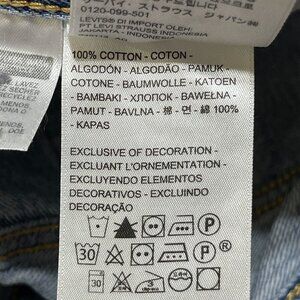 0120-099-501
LEVI'S® DI IMPORT OLEH
PT LEVI STRAUSS INDONESIA
JAKARTA - INDONESIA
LAVEZ
100% COTTON - COTON -
ALGODÓN - ALGODÃO - PAMUK -
COTONE - BAUMWOLLE - KATOEN
- BAMBAKI - ХЛОПОК - BAWEŁNA -
PAMUT - BAVLNA - 棉 - 면 - 綿 100%
- KAPAS
EXCLUSIVE OF DECORATION -
EXCLUANT L'ORNEMENTATION -
EXCLUYENDO ELEMENTOS
DECORATIVOS - EXCLUINDO
DECORAÇÃO
P
30 P ®
30